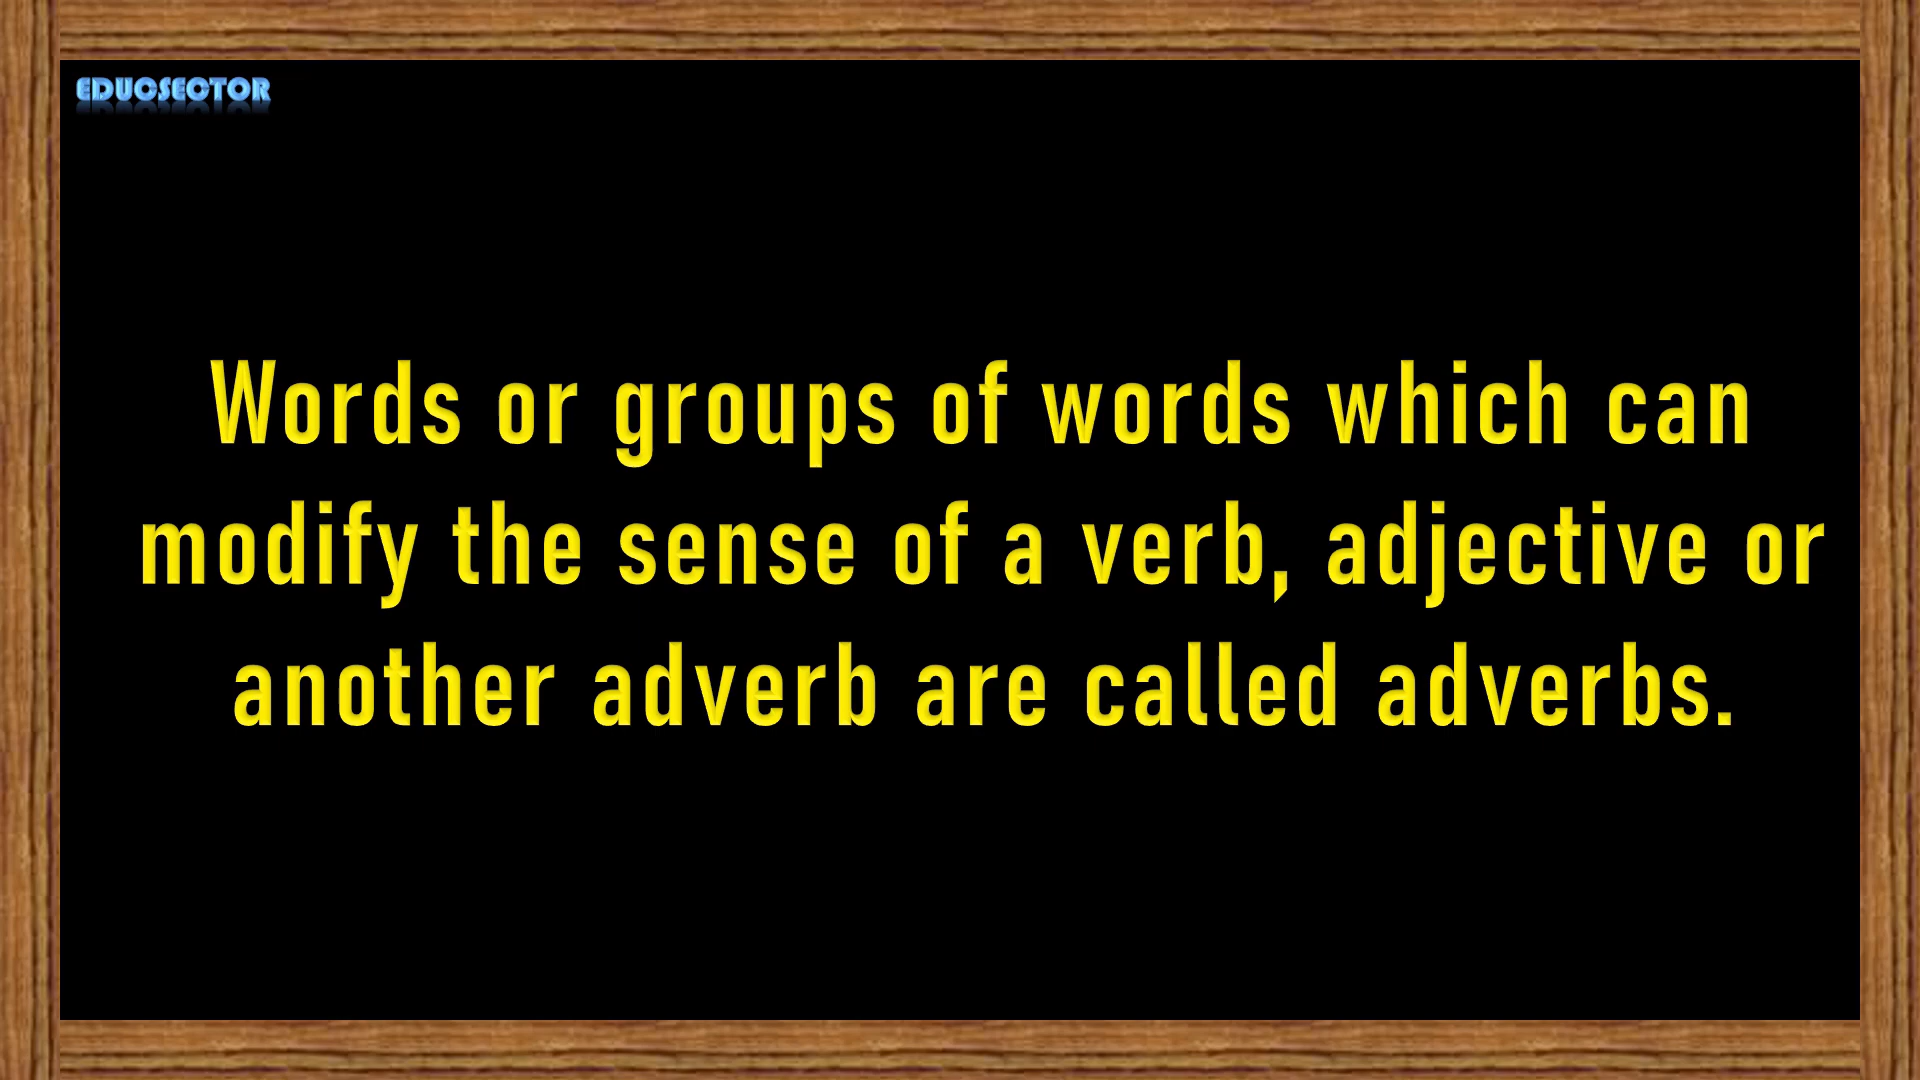 EDUCSECTOR
Words or groups of words which can
modify the sense of a verb, adjective or
another adverb are called adverbs.